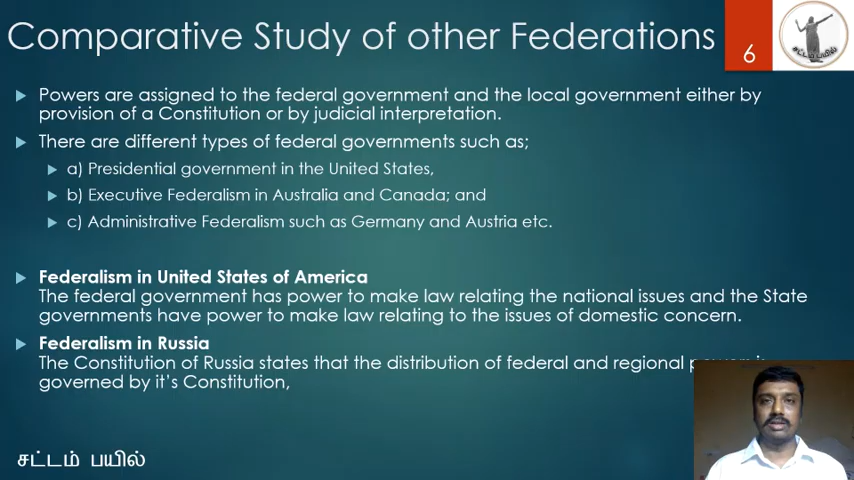 Comparative Study of other Federations
6
சட்டம் பயில்
Powers are assigned to the federal government and the local government either by
provision of a Constitution or by judicial interpretation.
There are different types of federal governments such as;
a) Presidential government in the United States,
b) Executive Federalism in Australia and Canada; and
c) Administrative Federalism such as Germany and Austria etc.
Federalism in United States of America
The federal government has power to make law relating the national issues and the State
governments have power to make law relating to the issues of domestic concern.
Federalism in Russia
The Constitution of Russia states that the distribution of federal and regional
governed by it's Constitution,
சட்டம் பயில்